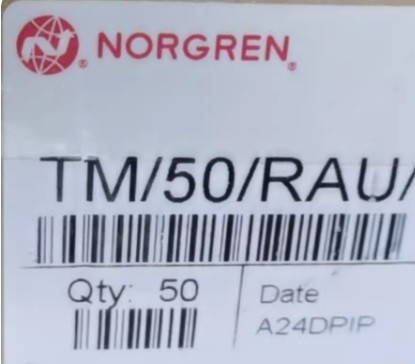 NORGREN®
TM/50/RAU/
Qty: 50
Date
A24DPIP